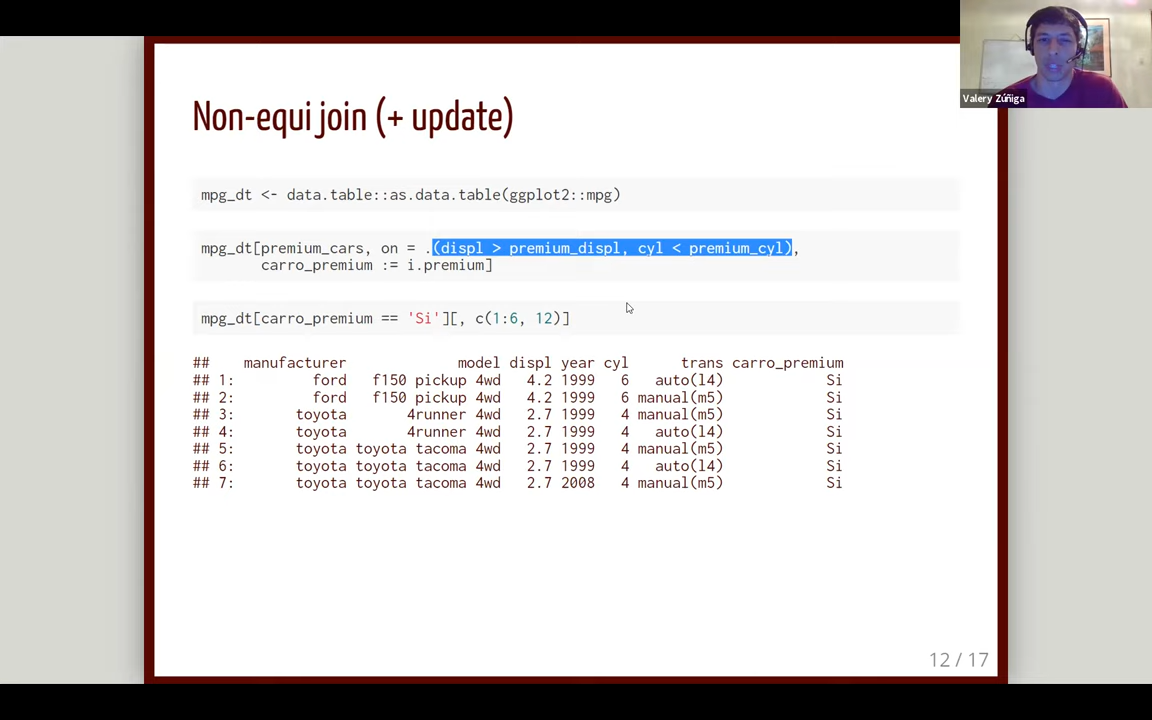 Valery Zúñiga
Non-equi join (+ update)
mpg_dt <- data.table::as.data.table(ggplot2::mpg)
mpg_dt[premium_cars, on = .(displ > premium_displ, cyl < premium_cyl),
carro_premium := i.premium]
mpg_dt[carro_premium == 'Si'][, c(1:6, 12)]
## manufacturer model displ year cyl trans carro_premium
## 1: ford f150 pickup 4wd 4.2 1999 6 auto(l4) Si
## 2: ford f150 pickup 4wd 4.2 1999 6 manual(m5) Si
## 3: toyota 4runner 4wd 2.7 1999 4 manual(m5) Si
## 4: toyota 4runner 4wd 2.7 1999 4 auto(l4) Si
## 5: toyota toyota tacoma 4wd 2.7 1999 4 manual(m5) Si
## 6: toyota toyota tacoma 4wd 2.7 1999 4 auto(l4) Si
## 7: toyota toyota tacoma 4wd 2.7 2008 4 manual(m5) Si
12 / 17